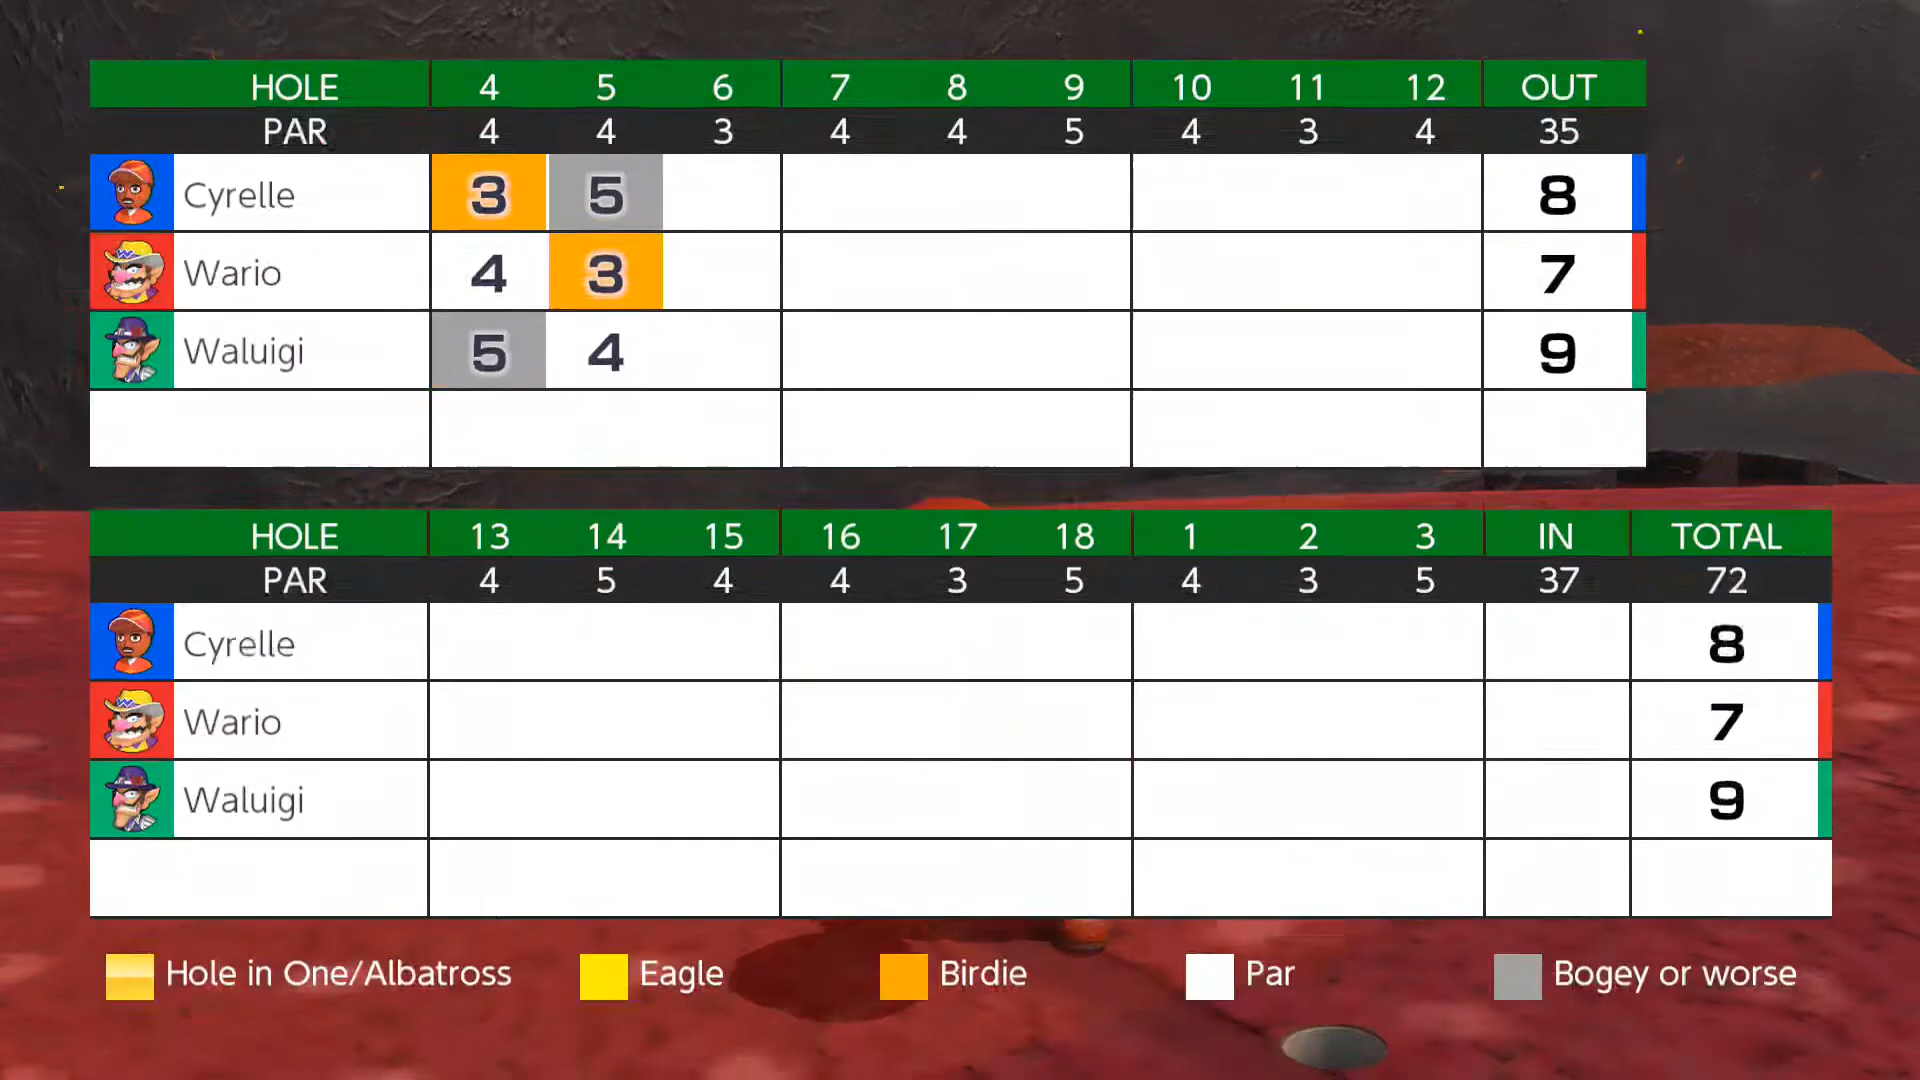 HOLE 4 5 6 7 8 9 10 11 12 OUT
PAR 4 4 3 4 4 5 4 3 4 35
Cyrelle 3 5 8
Wario 4 3 7
Waluigi 5 4 9
HOLE 13 14 15 16 17 18 1 2 3 IN TOTAL
PAR 4 5 4 4 3 5 4 3 5 37 72
Cyrelle 8
Wario 7
Waluigi 9
Hole in One/Albatross Eagle Birdie Par Bogey or worse